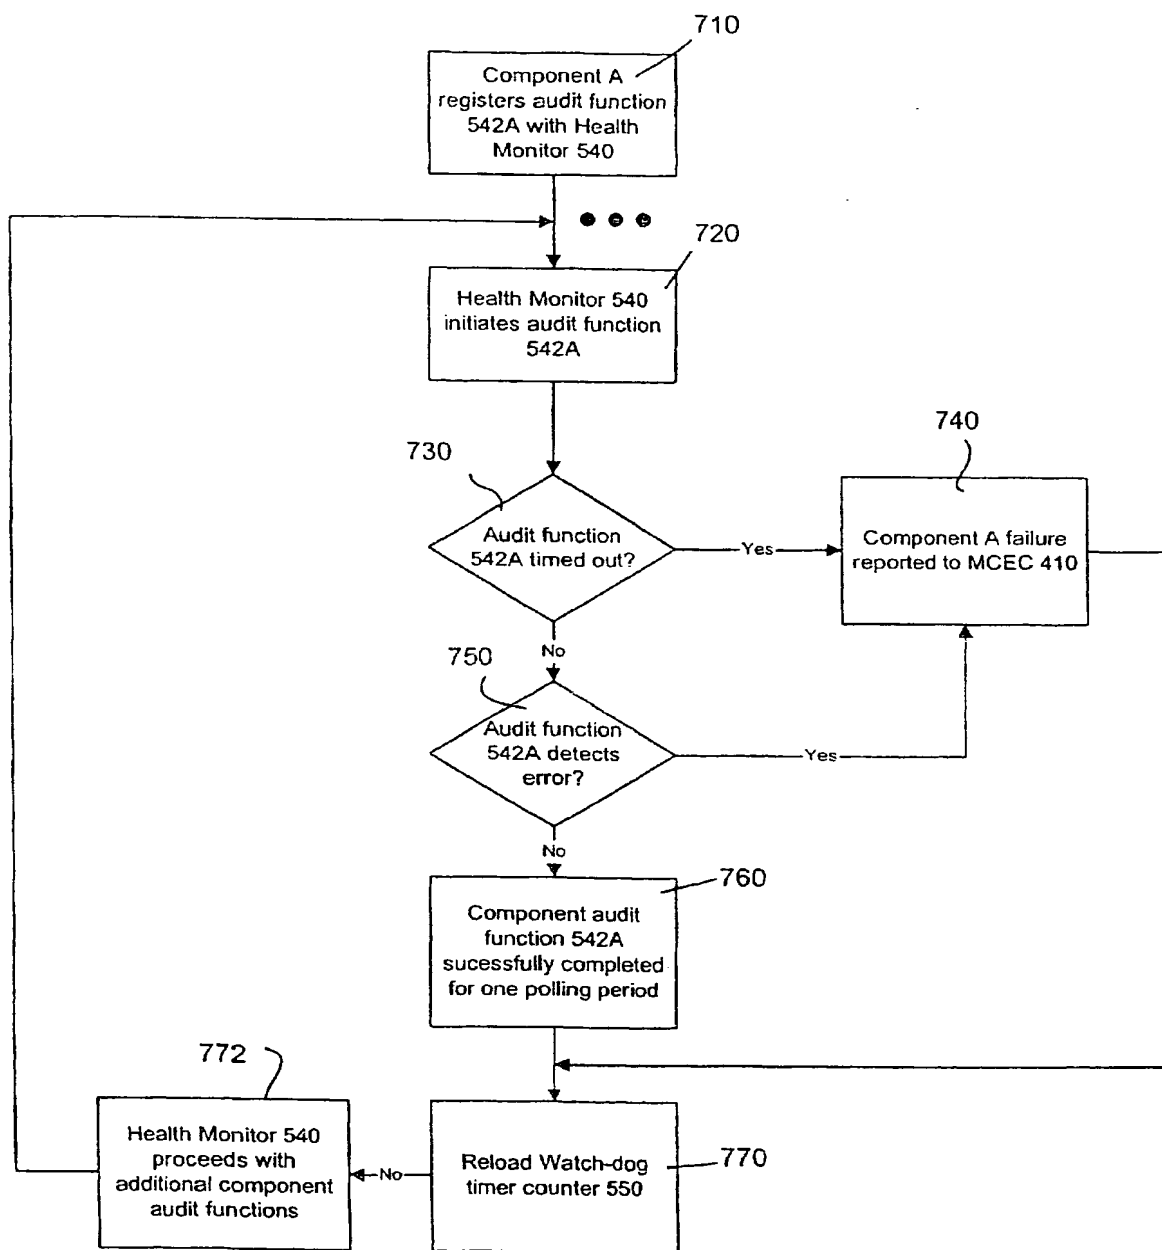 710
Component A
registers audit function
542A with Health
Monitor 540
720
Health Monitor 540
initiates audit function
542A
730
Audit function
542A timed out?
Yes
740
Component A failure
reported to MCEC 410
No
750
Audit function
542A detects
error?
Yes
No
760
Component audit
function 542A
sucessfully completed
for one polling period
772
Health Monitor 540
proceeds with
additional component
audit functions
No
770
Reload Watch-dog
timer counter 550